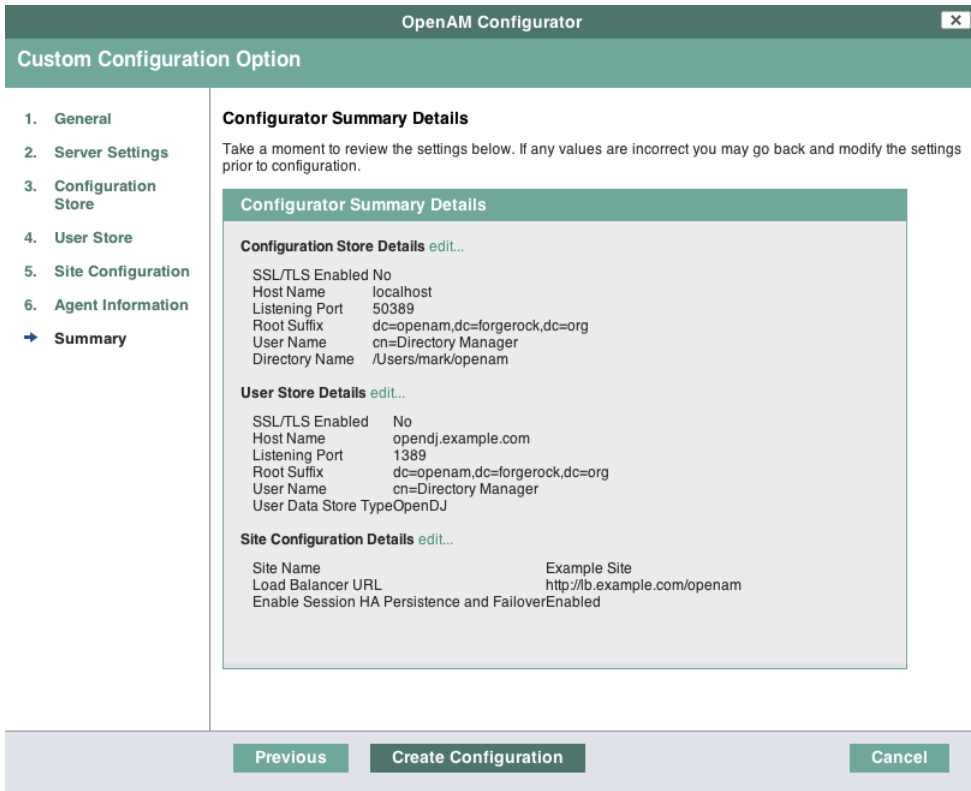 OpenAM Configurator
Custom Configuration Option
1. General
2. Server Settings
3. Configuration
Store
4. User Store
5. Site Configuration
6. Agent Information
Summary
Configurator Summary Details
Take a moment to review the settings below. If any values are incorrect you may go back and modify the settings
prior to configuration.
Configurator Summary Details
Configuration Store Details edit...
SSL/TLS Enabled No
Host Name localhost
Listening Port 50389
Root Suffix dc=openam,dc=forgerock,dc=org
User Name cn=Directory Manager
Directory Name /Users/mark/openam
User Store Details edit...
SSL/TLS Enabled No
Host Name opendj.example.com
Listening Port 1389
Root Suffix dc=openam,dc=forgerock,dc=org
User Name cn=Directory Manager
User Data Store TypeOpenDJ
Site Configuration Details edit...
Site Name Example Site
Load Balancer URL http://lb.example.com/openam
Enable Session HA Persistence and FailoverEnabled
Previous Create Configuration Cancel